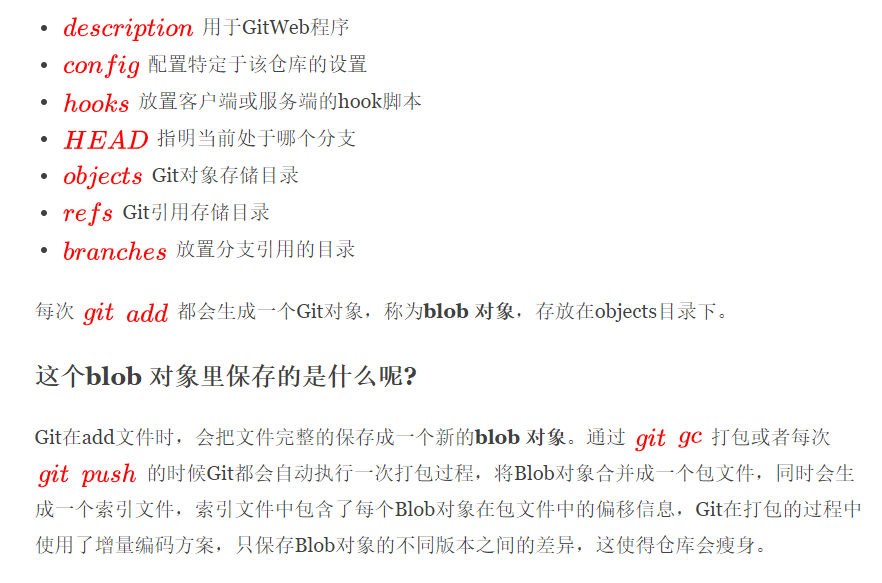 • description 用于GitWeb程序
• config 配置特定于该仓库的设置
• hooks 放置客户端或服务端的hook脚本
• HEAD 指明当前处于哪个分支
• objects Git对象存储目录
• refs Git引用存储目录
• branches 放置分支引用的目录
每次 git add 都会生成一个Git对象，称为blob 对象，存放在objects目录下。
这个blob 对象里保存的是什么呢?
Git在add文件时，会把文件完整的保存成一个新的blob 对象。通过 git gc 打包或者每次
git push 的时候Git都会自动执行一次打包过程，将Blob对象合并成一个包文件，同时会生
成一个索引文件，索引文件中包含了每个Blob对象在包文件中的偏移信息，Git在打包的过程中
使用了增量编码方案，只保存Blob对象的不同版本之间的差异，这使得仓库会瘦身。